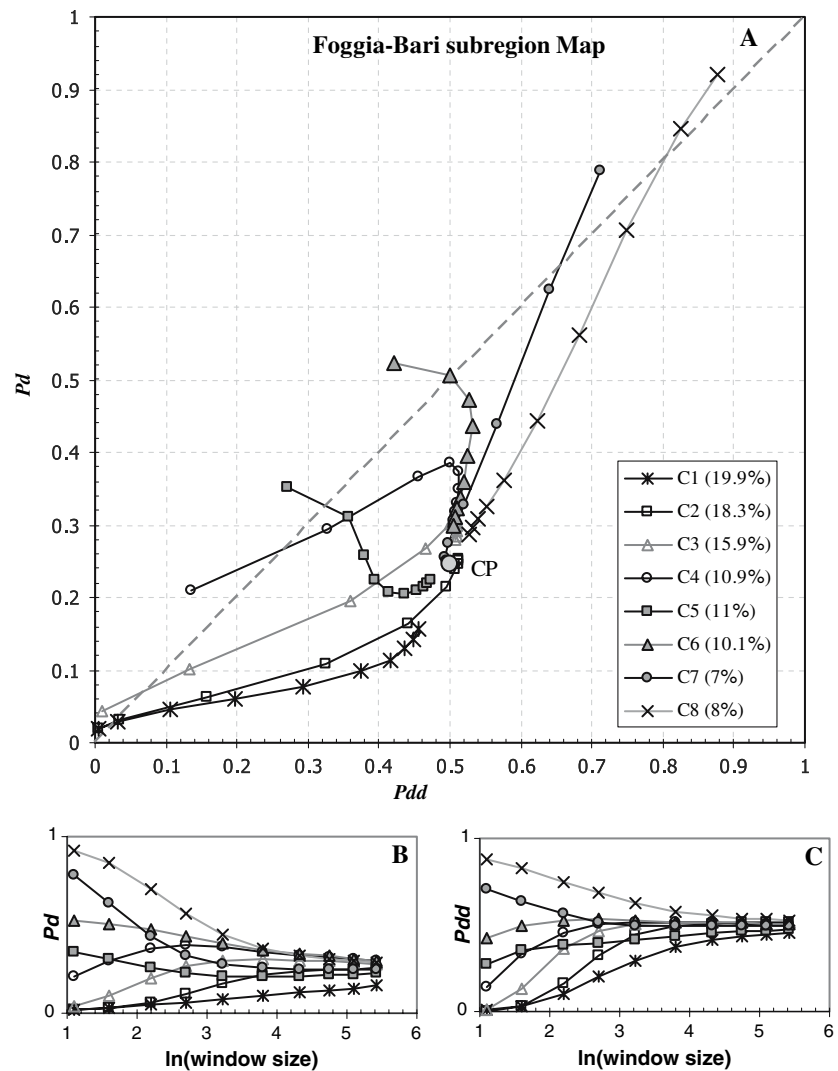 Foggia-Bari subregion Map
A
1
0.9
0.8
0.7
0.6
0.5
0.4
0.3
0.2
0.1
0
Pd
0 0.1 0.2 0.3 0.4 0.5 0.6 0.7 0.8 0.9 1
Pdd
CP
C1 (19.9%)
C2 (18.3%)
C3 (15.9%)
C4 (10.9%)
C5 (11%)
C6 (10.1%)
C7 (7%)
C8 (8%)
B
1
0
Pd
1 2 3 4 5 6
ln(window size)
C
1
0
Pdd
1 2 3 4 5 6
ln(window size)